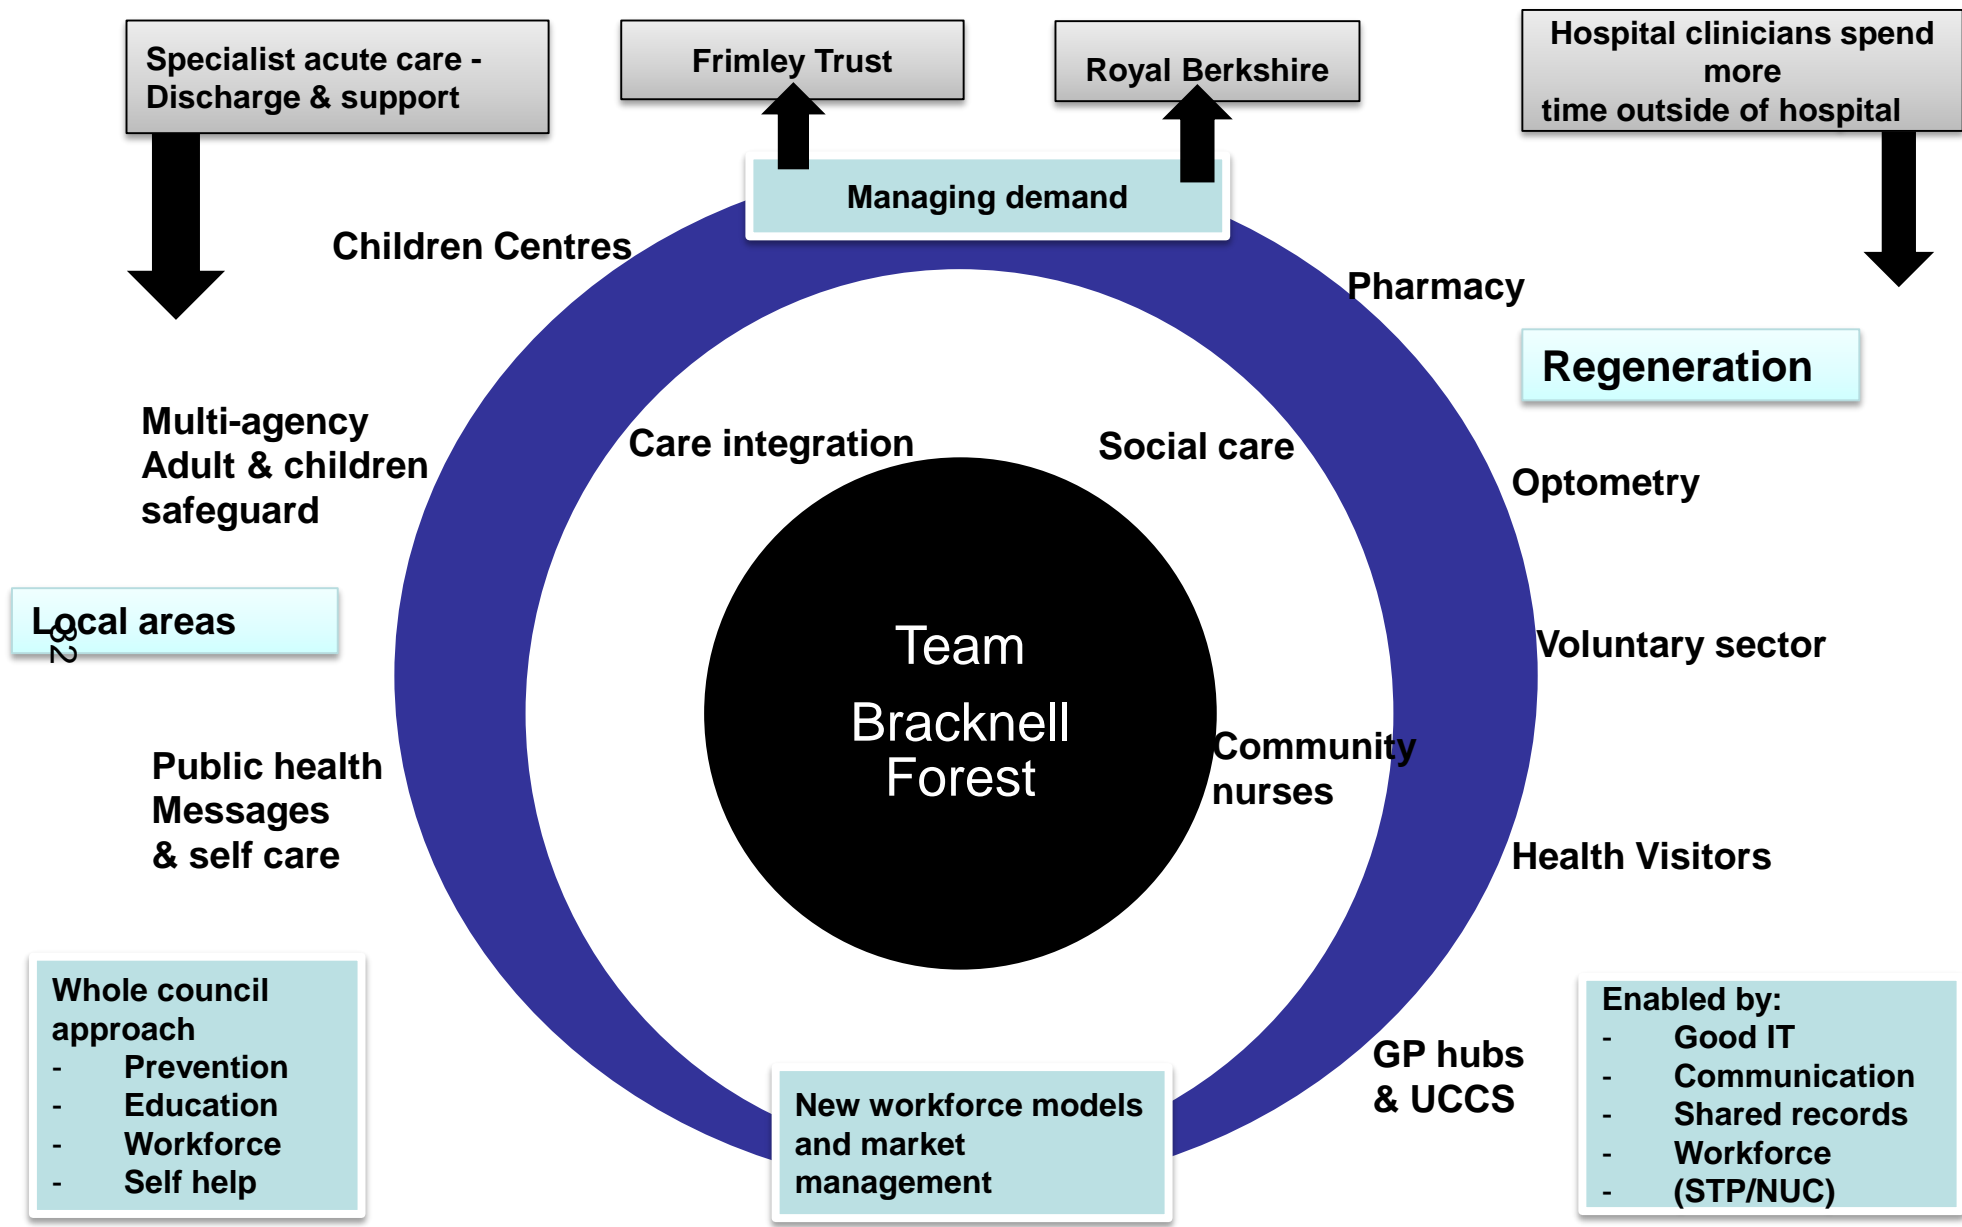 Specialist acute care -
Discharge & support
Frimley Trust
Royal Berkshire
Hospital clinicians spend
more
time outside of hospital
Managing demand
Children Centres
Pharmacy
Regeneration
Multi-agency
Adult & children
safeguard
Care integration
Social care
Optometry
Local areas
32
Voluntary sector
Team
Bracknell
Forest
Community
nurses
Public health
Messages
& self care
Health Visitors
Whole council
approach
- Prevention
- Education
- Workforce
- Self help
New workforce models
and market
management
GP hubs
& UCCS
Enabled by:
- Good IT
- Communication
- Shared records
- Workforce
- (STP/NUC)